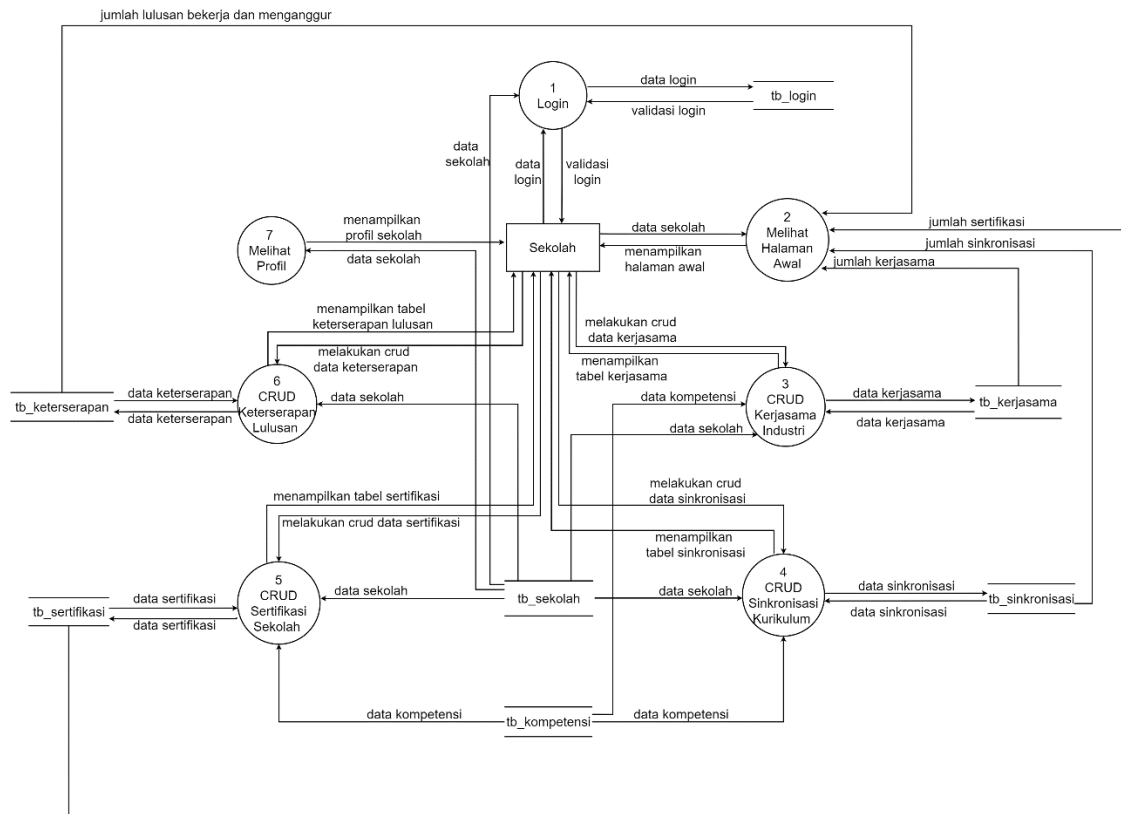 jumlah lulusan bekerja dan menganggur
1
Login
data login
validasi login
tb_login
data
sekolah
data
login
validasi
login
7
Melihat
Profil
menampilkan
profil sekolah
data sekolah
Sekolah
data sekolah
menampilkan
halaman awal
2
Melihat
Halaman
Awal
jumlah sertifikasi
jumlah sinkronisasi
jumlah kerjasama
menampilkan tabel
keterserapan lulusan
melakukan crud
data keterserapan
melakukan crud
data kerjasama
menampilkan
tabel kerjasama
tb_keterserapan
data keterserapan
data keterserapan
6
CRUD
Keterserapan
Lulusan
data sekolah
data kompetensi
data sekolah
3
CRUD
Kerjasama
Industri
data kerjasama
data kerjasama
tb_kerjasama
menampilkan tabel sertifikasi
melakukan crud data sertifikasi
melakukan crud
data sinkronisasi
menampilkan
tabel sinkronisasi
tb_sertifikasi
data sertifikasi
data sertifikasi
5
CRUD
Sertifikasi
Sekolah
data sekolah
tb_sekolah
data sekolah
4
CRUD
Sinkronisasi
Kurikulum
data sinkronisasi
data sinkronisasi
tb_sinkronisasi
data kompetensi
tb_kompetensi
data kompetensi